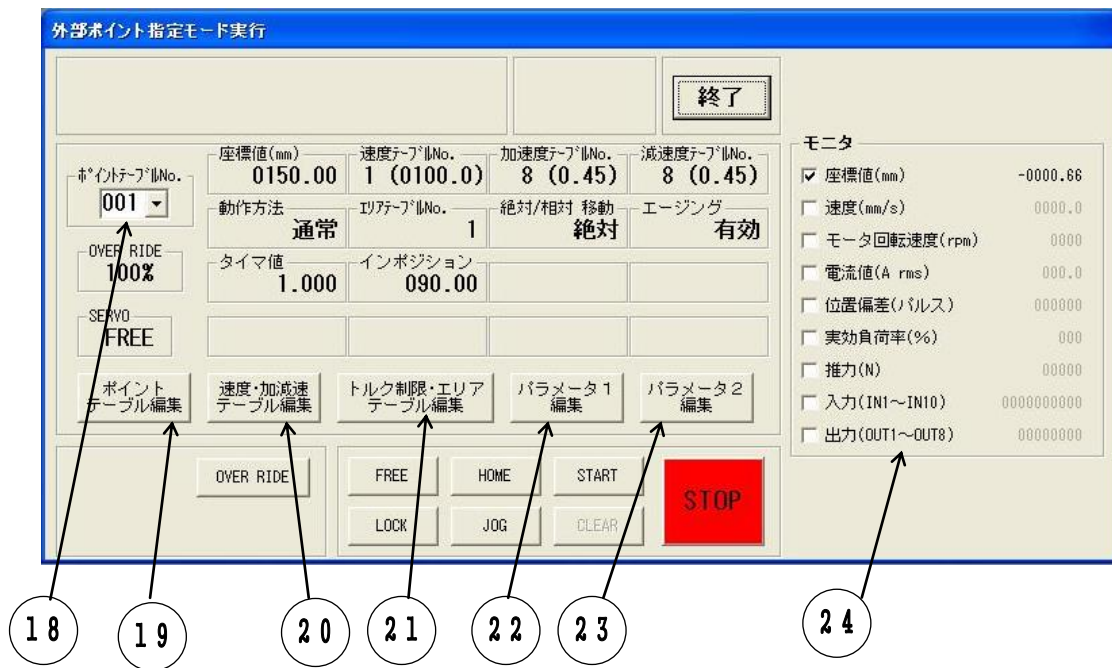 外部ポイント指定モード実行
終了
ポイントテーブルNo.
001
座標値(mm)
0150.00
速度テーブルNo.
1 (0100.0)
加速度テーブルNo.
8 (0.45)
減速度テーブルNo.
8 (0.45)
動作方法
通常
エリアテーブルNo.
1
絶対/相対 移動
絶対
エージング
有効
OVER RIDE
100%
タイマ値
1.000
インポジション
090.00
SERVO
FREE
ポイント
テーブル編集
速度・加減速
テーブル編集
トルク制限・エリア
テーブル編集
パラメータ1
編集
パラメータ2
編集
OVER RIDE
FREE
HOME
START
LOCK
JOG
CLEAR
STOP
モニタ
座標値(mm) -0000.66
速度(mm/s) 0000.0
モータ回転速度(rpm) 0000
電流値(A rms) 000.0
位置偏差(パルス) 000000
実効負荷率(%) 000
推力(N) 00000
入力(IN1～IN10) 0000000000
出力(OUT1～OUT8) 00000000
18
19
20
21
22
23
24